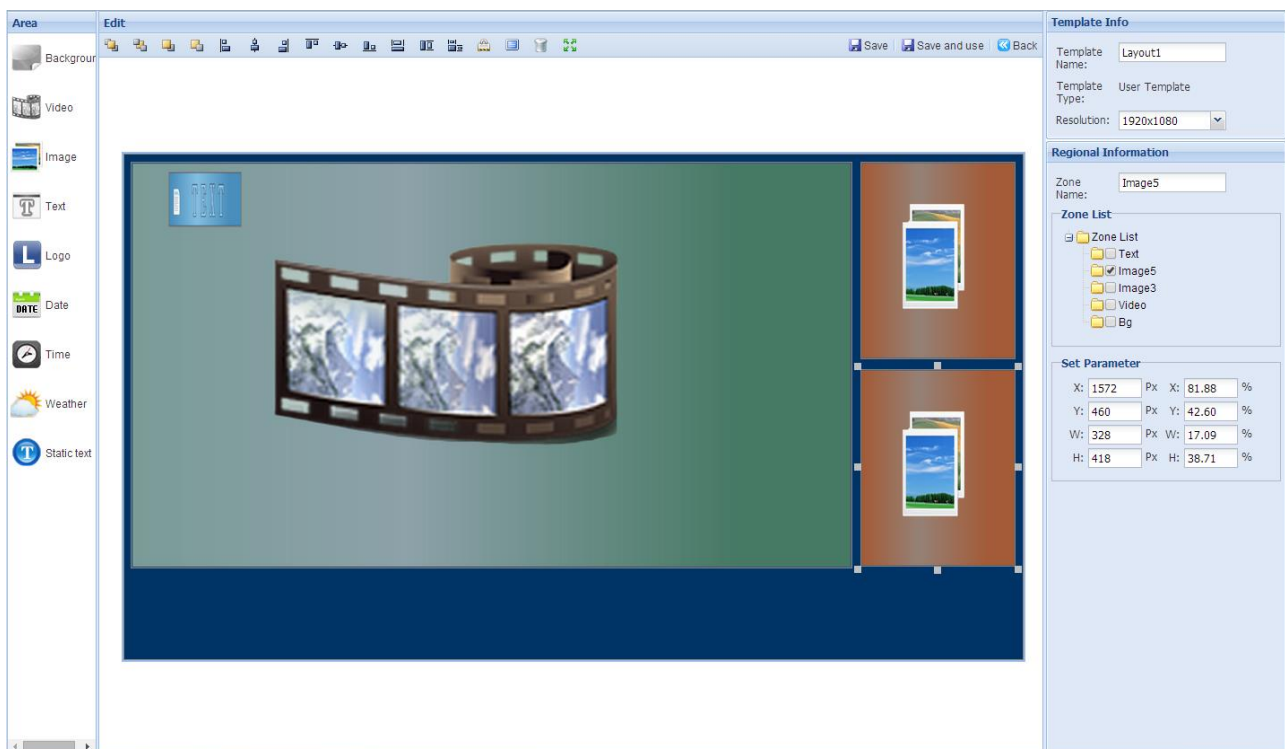 Area
Edit
Template Info
Save
Save and use
Back
Backgrour
Video
Image
Text
Logo
DATE
Date
Time
Weather
T
Static text
TEXT
Template
Name:
Layout1
Template
Type:
User Template
Resolution:
1920x1080
Regional Information
Zone
Name:
Image5
Zone List
Zone List
Text
Image5
Image3
Video
Bg
Set Parameter
X: 1572 Px X: 81.88 %
Y: 460 Px Y: 42.60 %
W: 328 Px W: 17.09 %
H: 418 Px H: 38.71 %